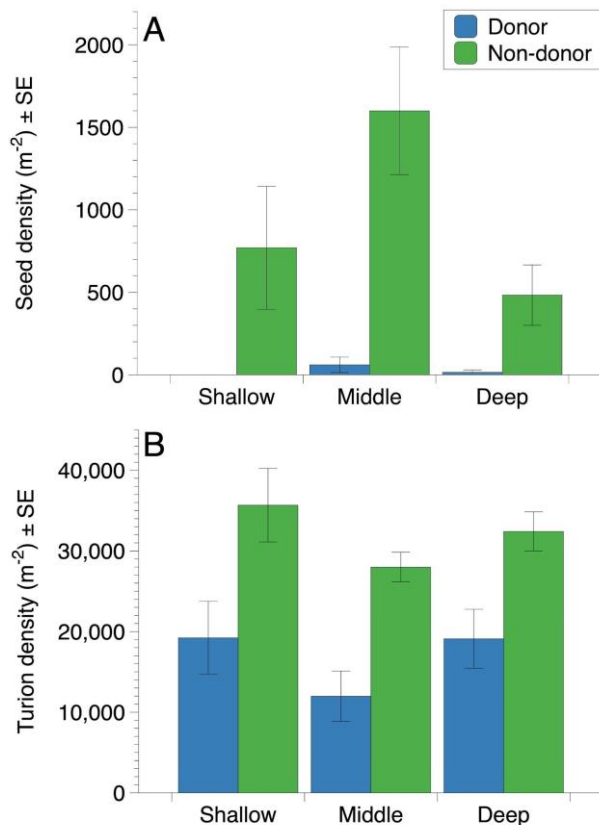 A
Donor
Non-donor
Seed density (m-2) ± SE
2000
1500
1000
500
0
Shallow Middle Deep
B
Turion density (m-2) ± SE
40,000
30,000
20,000
10,000
0
Shallow Middle Deep